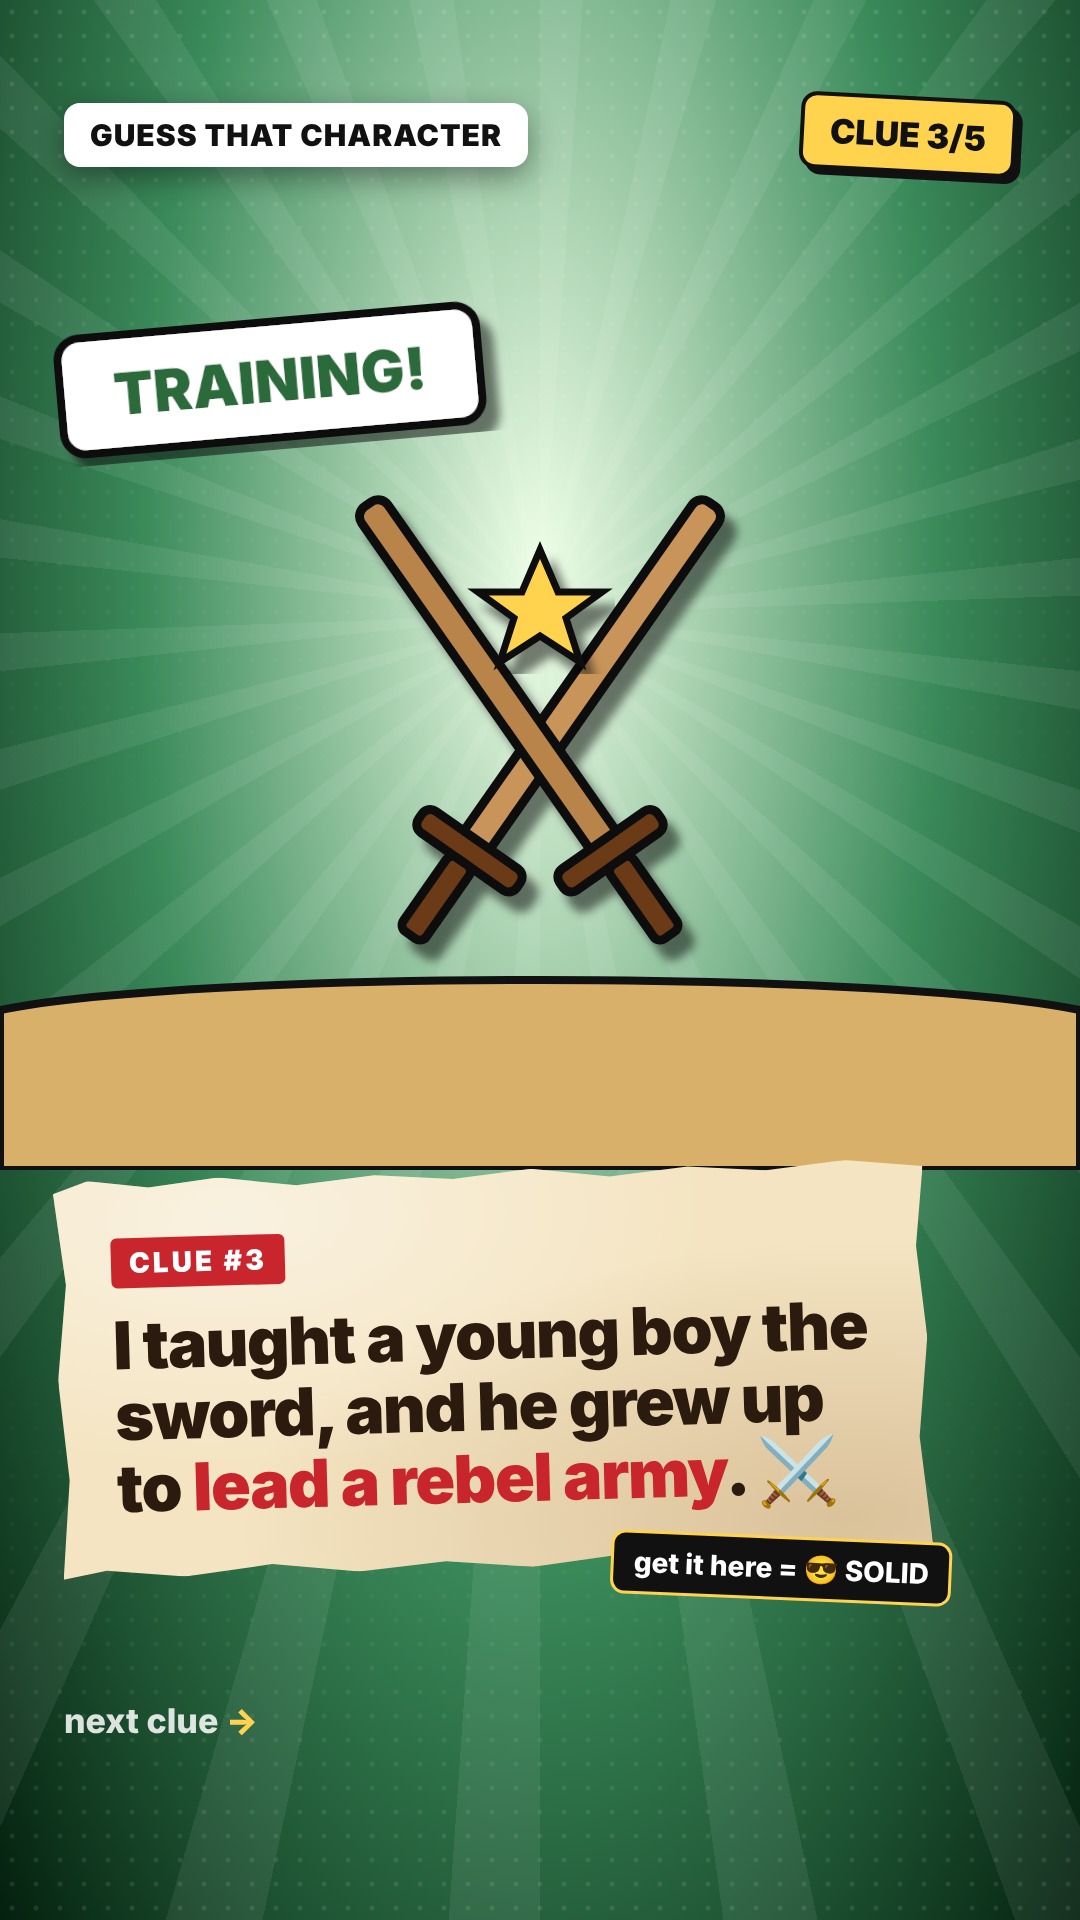 GUESS THAT CHARACTER
CLUE 3/5
TRAINING!
CLUE #3
I taught a young boy the
sword, and he grew up
to lead a rebel army. ⚔️
get it here = 😎 SOLID
next clue →